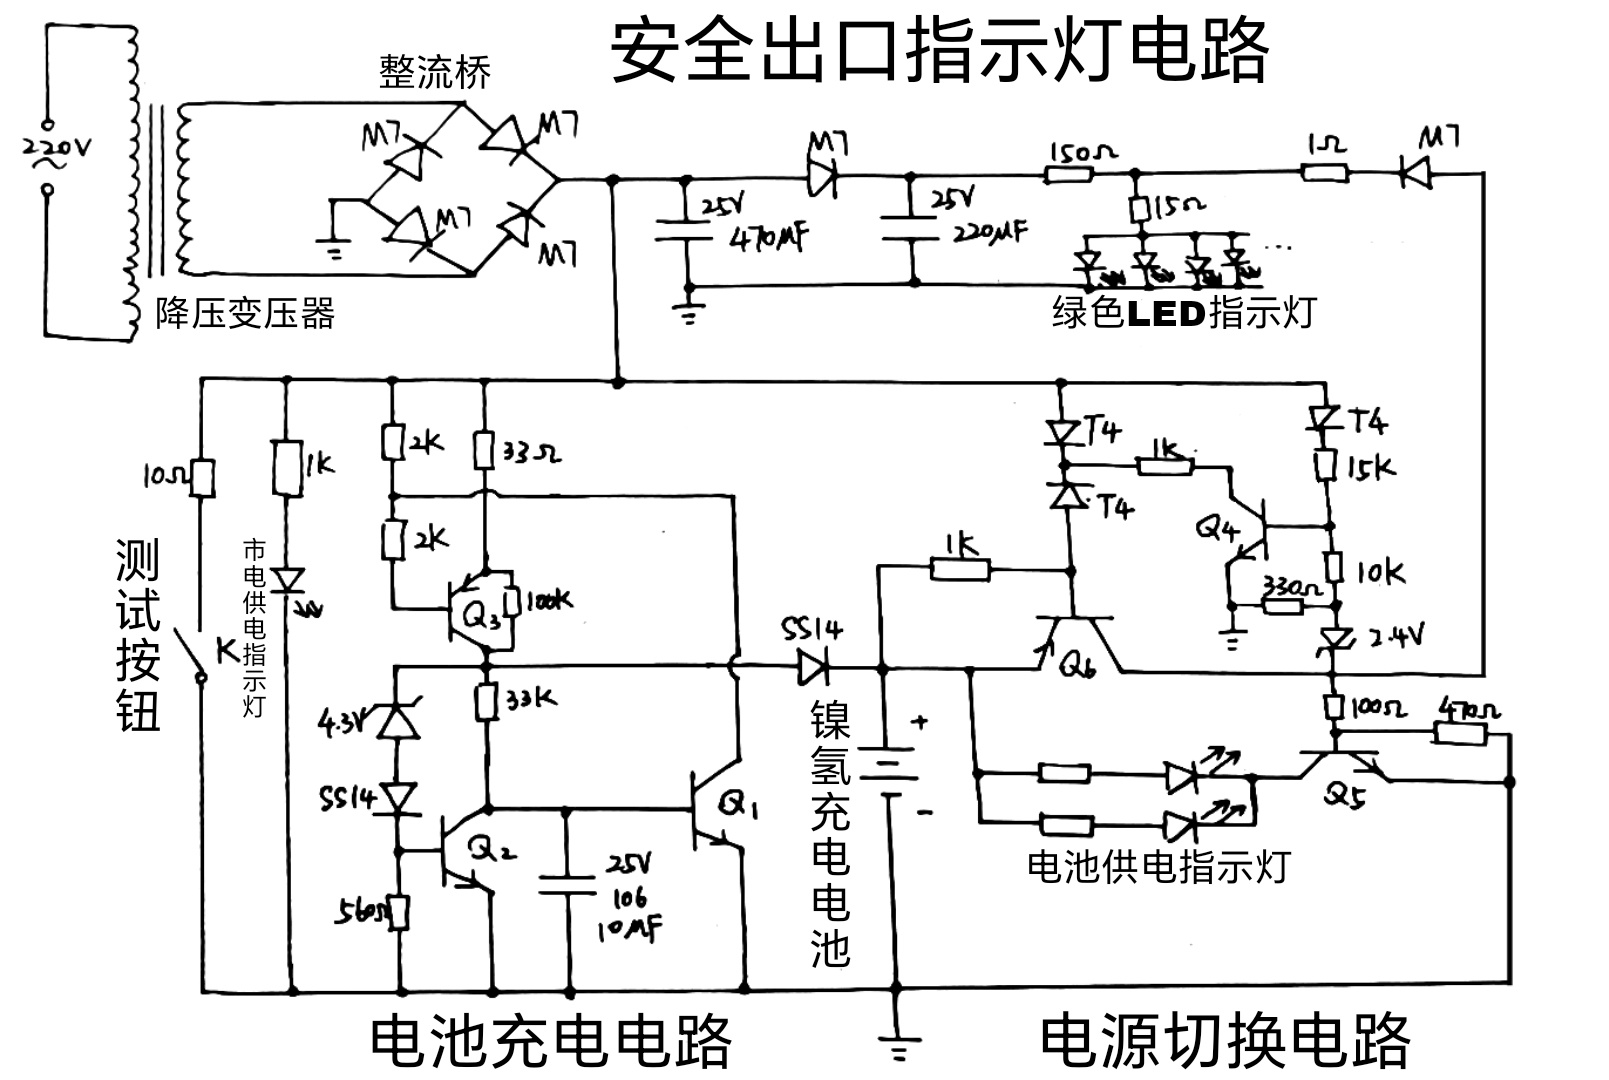 安全出口指示灯电路
整流桥
220V
M7
M7
M7
M7
降压变压器
25V
470μF
M7
25V
220μF
150Ω
15Ω
1Ω
M7
...
绿色LED指示灯
10Ω
测试按钮
K
1K
市电供电指示灯
2K
2K
33Ω
Q3
100K
33K
4.3V
SS14
560Ω
Q2
25V
106
10μF
Q1
SS14
镍氢充电电池
+
-
1K
T4
T4
1K
Q4
T4
15K
10K
330Ω
2.4V
Q6
100Ω
470Ω
Q5
电池供电指示灯
电池充电电路
电源切换电路